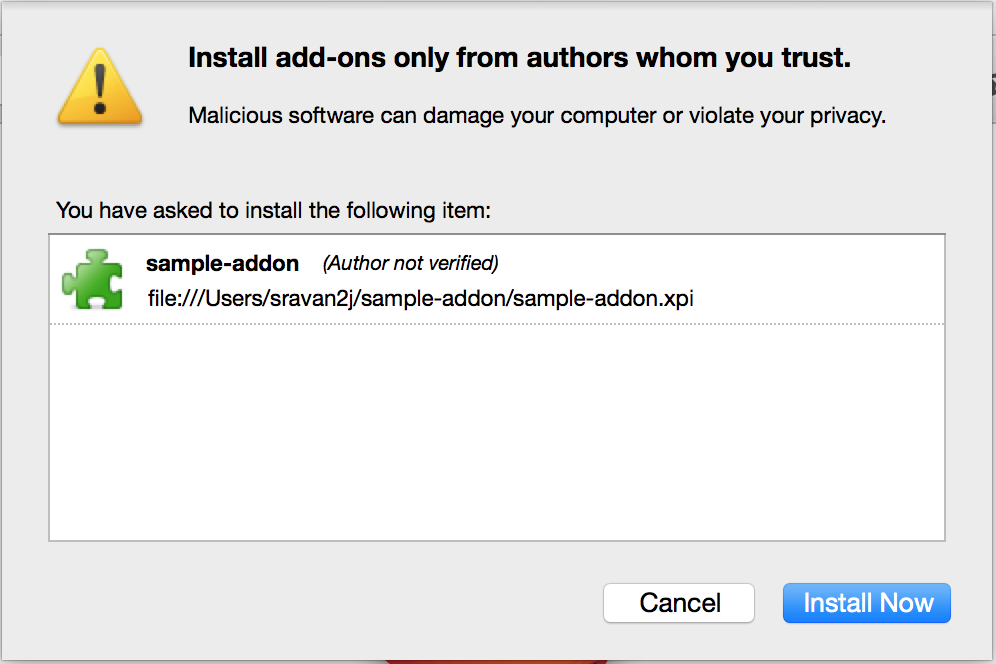 Install add-ons only from authors whom you trust.
Malicious software can damage your computer or violate your privacy.
You have asked to install the following item:
sample-addon (Author not verified)
file:///Users/sravan2j/sample-addon/sample-addon.xpi
Cancel Install Now